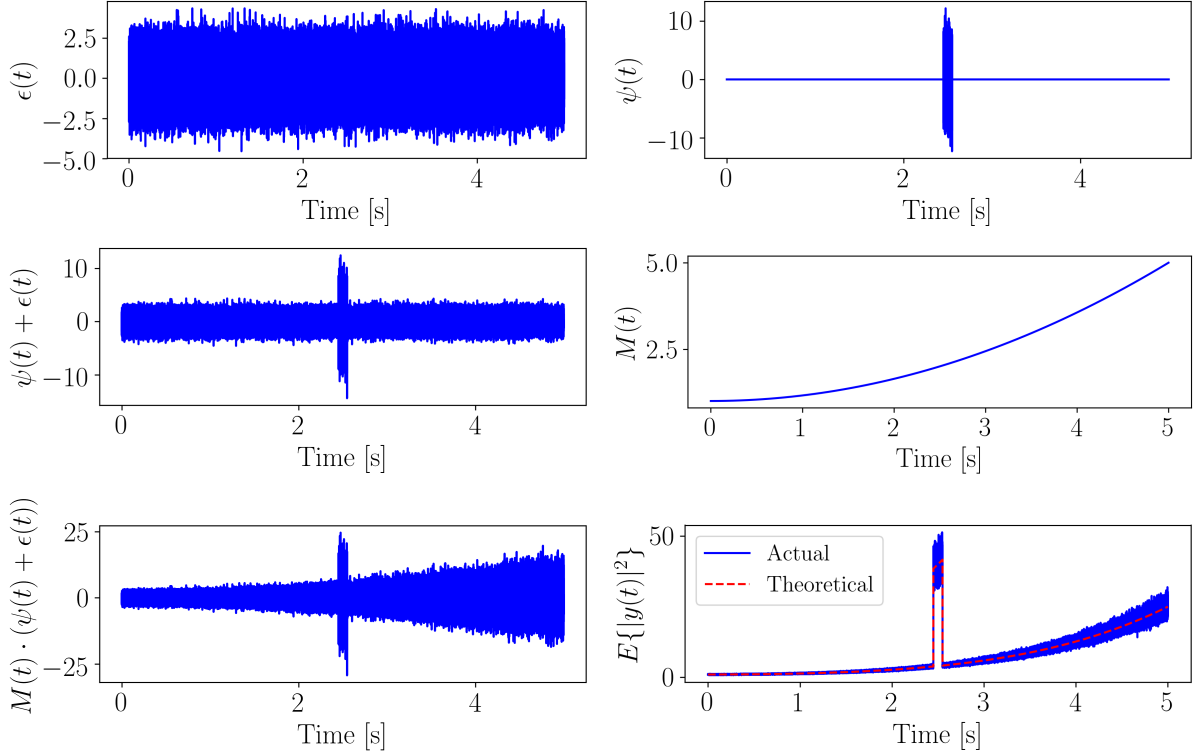 ϵ(t)
2.5
0.0
−2.5
−5.0
0 2 4
Time [s]
ψ(t)
10
0
−10
0 2 4
Time [s]
ψ(t) + ϵ(t)
10
0
−10
0 2 4
Time [s]
M(t)
5.0
2.5
0 1 2 3 4 5
Time [s]
M(t) · (ψ(t) + ϵ(t))
25
0
−25
0 2 4
Time [s]
E{|y(t)|²}
50
0
Actual
Theoretical
0 1 2 3 4 5
Time [s]